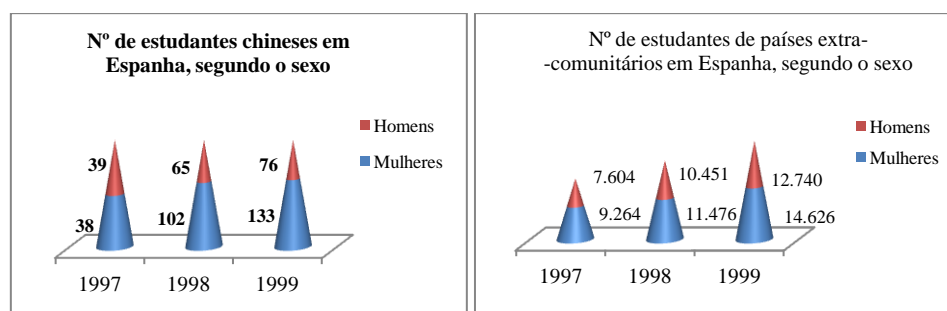 Nº de estudantes chineses em
Espanha, segundo o sexo
Homens
Mulheres
39
65
76
38
102
133
1997
1998
1999
Nº de estudantes de países extra-
-comunitários em Espanha, segundo o sexo
Homens
Mulheres
7.604
10.451
12.740
9.264
11.476
14.626
1997
1998
1999